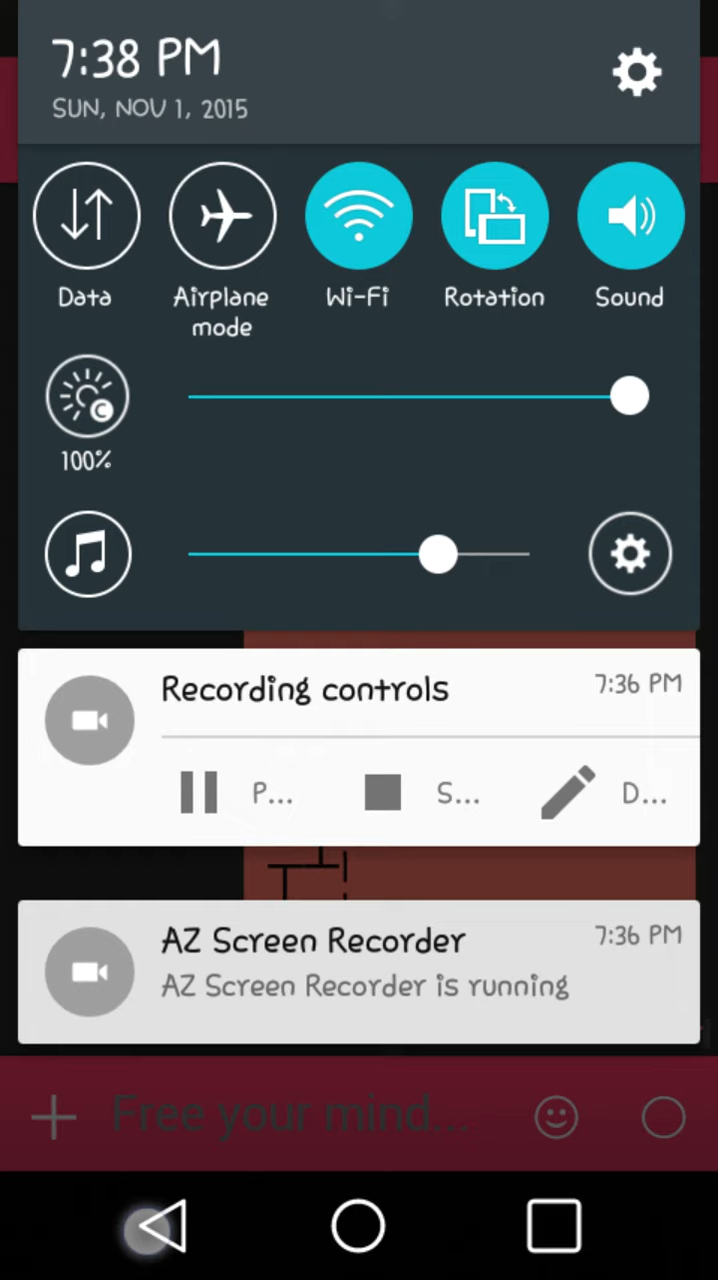 7:38 PM
SUN, NOV 1, 2015
Data
Airplane mode
Wi-Fi
Rotation
Sound
C
100%
Recording controls
7:36 PM
P...
S...
D...
AZ Screen Recorder
7:36 PM
AZ Screen Recorder is running
Free your mind...